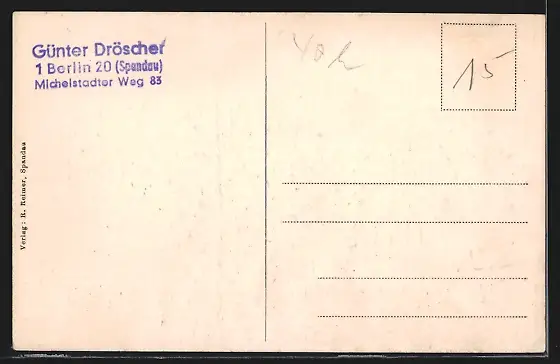 Günter Dröscher
1 Berlin 20 (Spandau)
Michelstadter Weg 83
Verlag: R. Reimer, Spandau
15